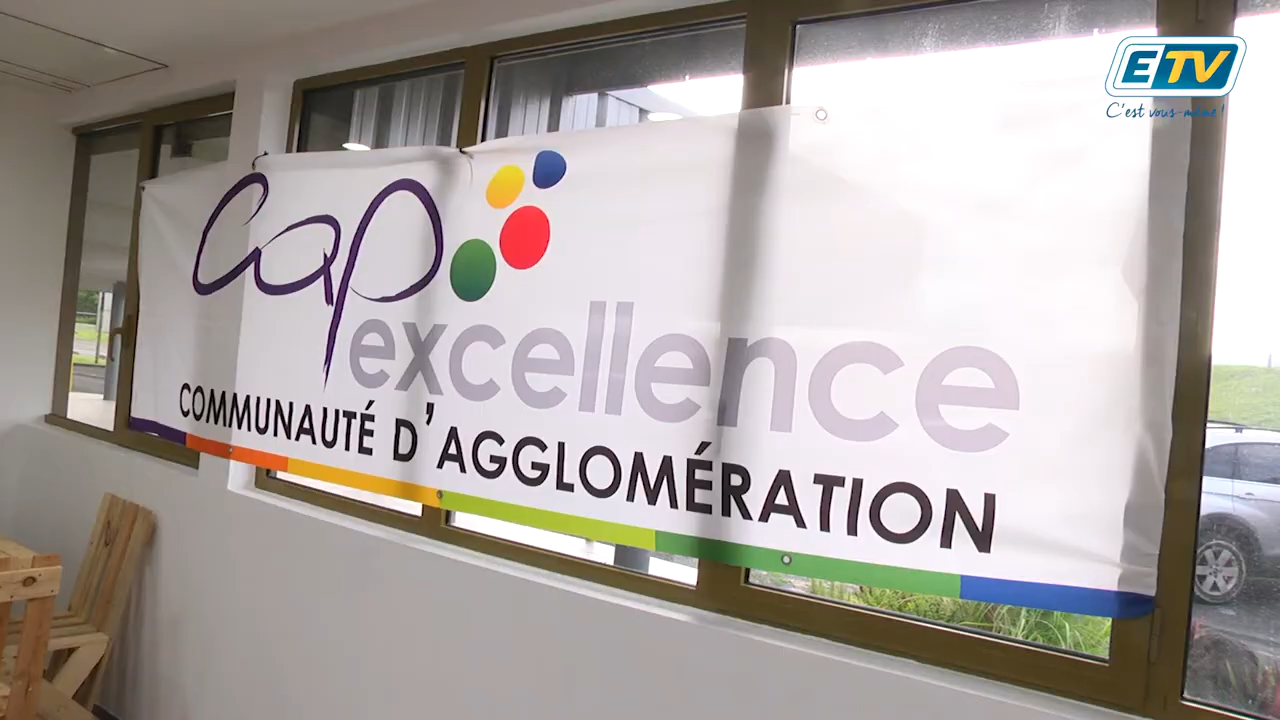 ETV
C'est vous-même!
Cap
excellence
COMMUNAUTÉ D'AGGLOMÉRATION